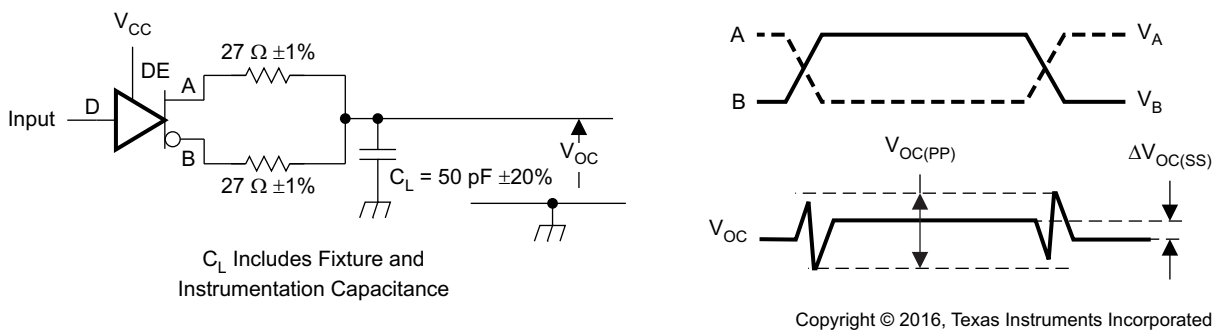 V_CC
27 Ω ±1%
DE
A
D
Input
B
27 Ω ±1%
C_L = 50 pF ±20%
V_OC
C_L Includes Fixture and
Instrumentation Capacitance
A
V_A
B
V_B
V_OC(PP)
ΔV_OC(SS)
V_OC
Copyright © 2016, Texas Instruments Incorporated